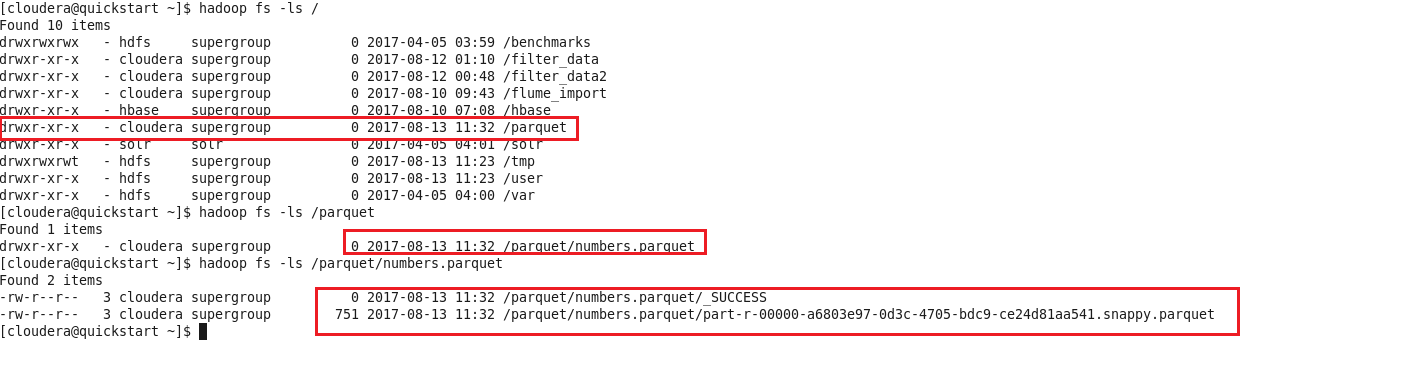 [cloudera@quickstart ~]$ hadoop fs -ls /
Found 10 items
drwxrwxrwx   - hdfs     supergroup          0 2017-04-05 03:59 /benchmarks
drwxr-xr-x   - cloudera supergroup          0 2017-08-12 01:10 /filter_data
drwxr-xr-x   - cloudera supergroup          0 2017-08-12 00:48 /filter_data2
drwxr-xr-x   - cloudera supergroup          0 2017-08-10 09:43 /flume_import
drwxr-xr-x   - hbase    supergroup          0 2017-08-10 07:08 /hbase
drwxr-xr-x   - cloudera supergroup          0 2017-08-13 11:32 /parquet
drwxr-xr-x   - solr     solr                0 2017-04-05 04:01 /solr
drwxrwxrwt   - hdfs     supergroup          0 2017-08-13 11:23 /tmp
drwxr-xr-x   - hdfs     supergroup          0 2017-08-13 11:23 /user
drwxr-xr-x   - hdfs     supergroup          0 2017-04-05 04:00 /var
[cloudera@quickstart ~]$ hadoop fs -ls /parquet
Found 1 items
drwxr-xr-x   - cloudera supergroup          0 2017-08-13 11:32 /parquet/numbers.parquet
[cloudera@quickstart ~]$ hadoop fs -ls /parquet/numbers.parquet
Found 2 items
-rw-r--r--   3 cloudera supergroup          0 2017-08-13 11:32 /parquet/numbers.parquet/_SUCCESS
-rw-r--r--   3 cloudera supergroup        751 2017-08-13 11:32 /parquet/numbers.parquet/part-r-00000-a6803e97-0d3c-4705-bdc9-ce24d81aa541.snappy.parquet
[cloudera@quickstart ~]$